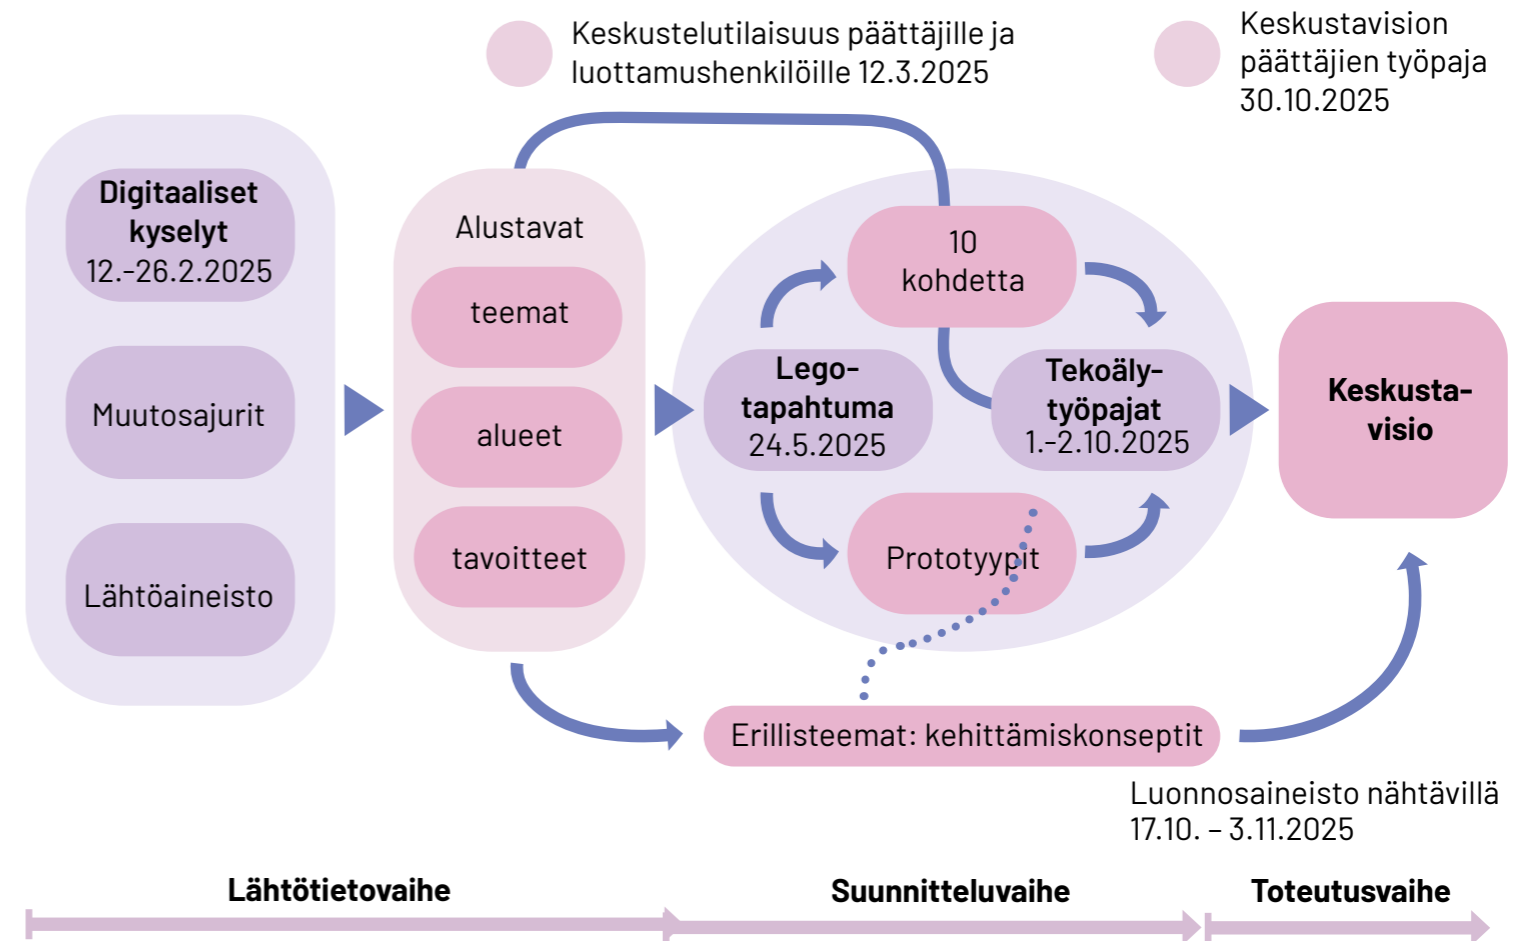 Keskustelutilaisuus päättäjille ja
luottamushenkilöille 12.3.2025
Keskustavision
päättäjien työpaja
30.10.2025
Digitaaliset
kyselyt
12.-26.2.2025
Muutosajurit
Lähtöaineisto
Alustavat
teemat
alueet
tavoitteet
10
kohdetta
Lego-
tapahtuma
24.5.2025
Tekoäly-
työpajat
1.-2.10.2025
Prototyypit
Keskusta-
visio
Erillisteemat: kehittämiskonseptit
Luonnosaineisto nähtävillä
17.10. – 3.11.2025
Lähtötietovaihe
Suunnitteluvaihe
Toteutusvaihe